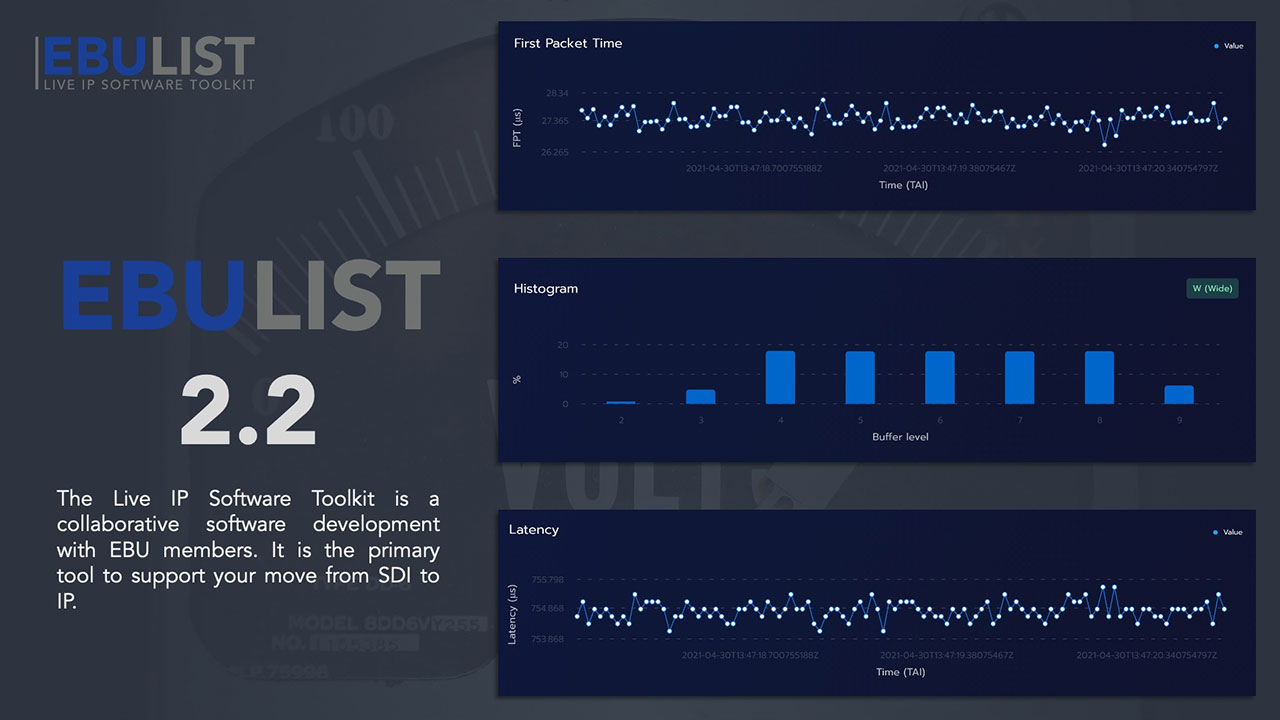 EBULIST
LIVE IP SOFTWARE TOOLKIT
EBULIST
2.2
The Live IP Software Toolkit is a
collaborative software development
with EBU members. It is the primary
tool to support your move from SDI to
IP.
100
MODEL 8DD6VY256
NO.
First Packet Time
Value
28.34
27.365
26.265
FPT (μs)
2021-04-30T13:47:18.700755188Z
2021-04-30T13:47:19.38075467Z
2021-04-30T13:47:20.340754797Z
Time (TAI)
Histogram
W (Wide)
20
10
0
%
2 3 4 5 6 7 8 9
Buffer level
VOLTS
Latency
Value
755.798
754.868
753.868
Latency (μs)
2021-04-30T13:47:18.700755188Z
2021-04-30T13:47:19.38075467Z
2021-04-30T13:47:20.340754797Z
Time (TAI)